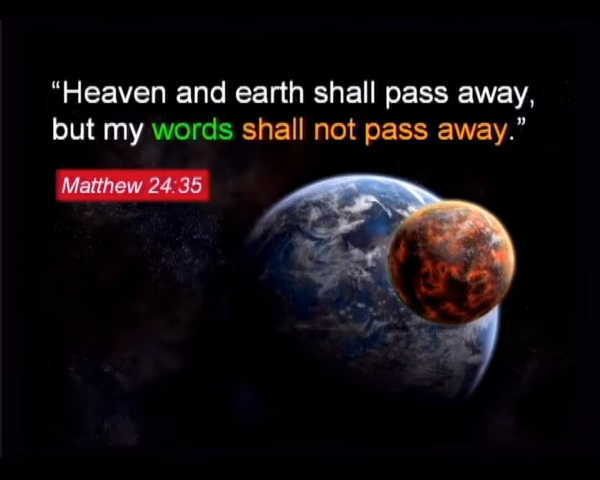 “Heaven and earth shall pass away,
but my words shall not pass away.”
Matthew 24:35